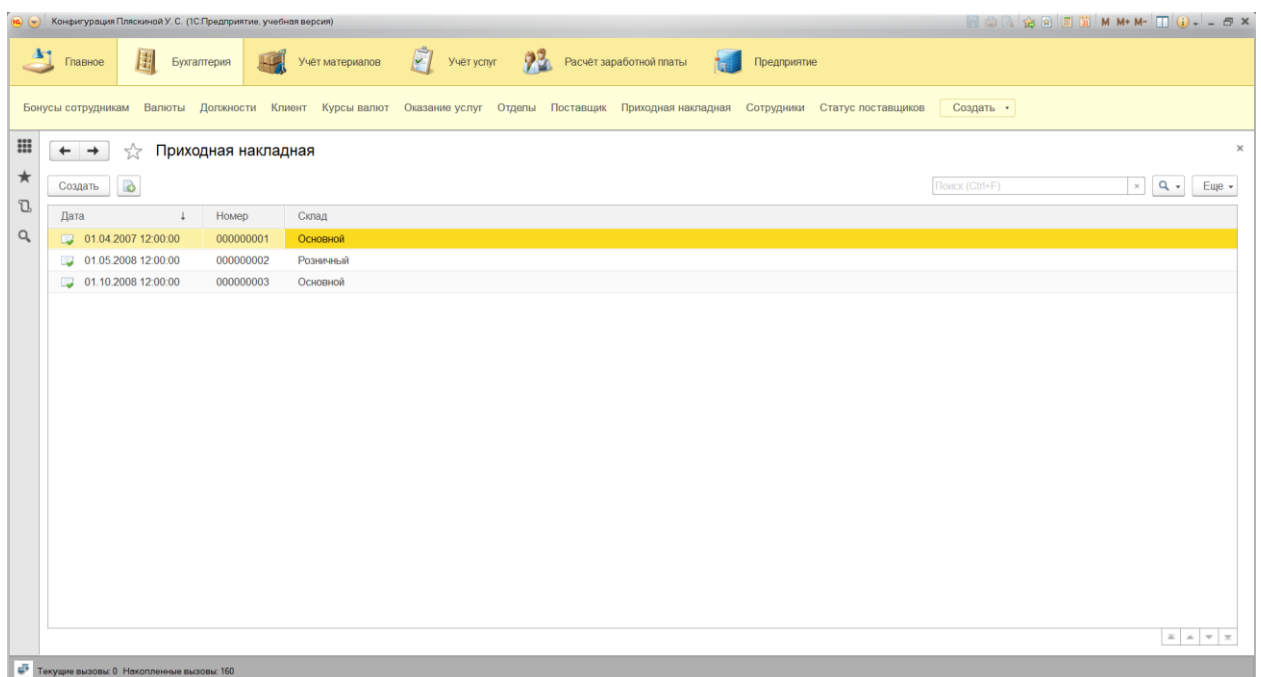 Конфигурация Пляскиной У. С. (1С:Предприятие, учебная версия) M M+ M-
Главное Бухгалтерия Учёт материалов Учёт услуг Расчёт заработной платы Предприятие
Бонусы сотрудникам Валюты Должности Клиент Курсы валют Оказание услуг Отделы Поставщик Приходная накладная Сотрудники Статус поставщиков Создать
Приходная накладная
Создать Поиск (Ctrl+F) × Еще
Дата ↓ Номер Склад
01.04.2007 12:00:00 000000001 Основной
01.05.2008 12:00:00 000000002 Розничный
01.10.2008 12:00:00 000000003 Основной
Текущие вызовы: 0 Накопленные вызовы: 160